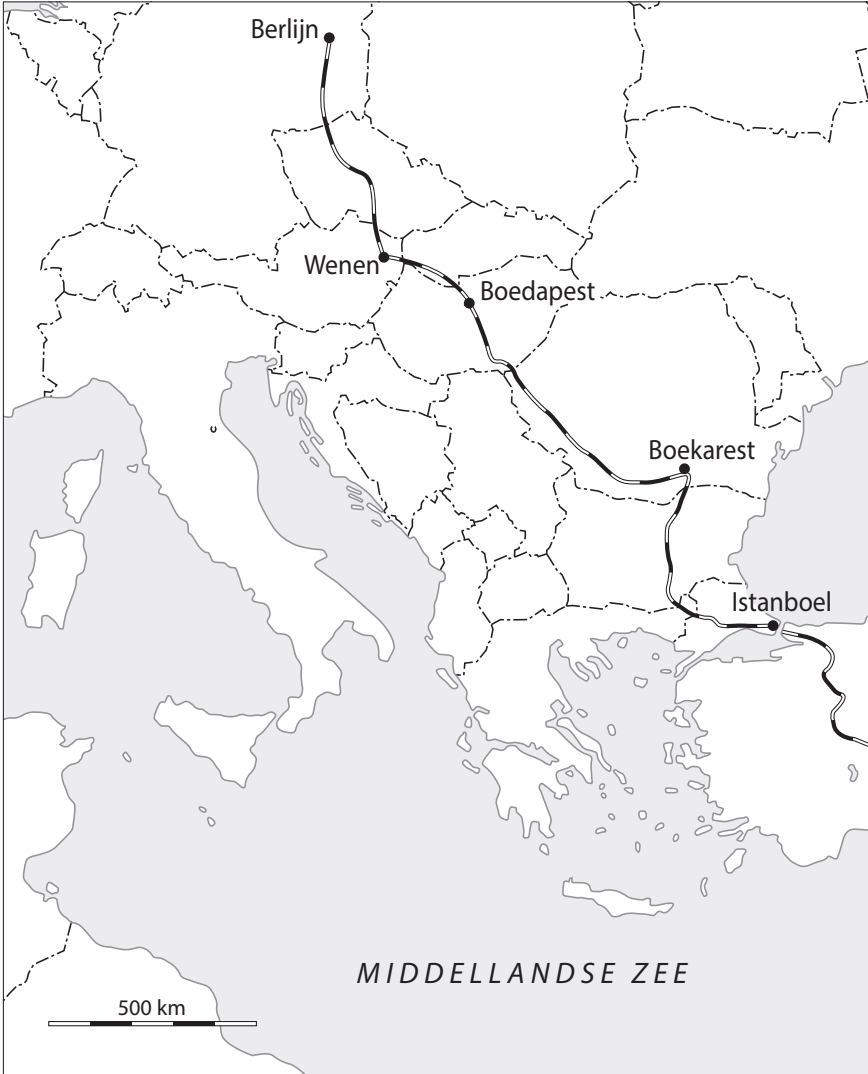 Berlijn
Wenen
Boedapest
Boekarest
Istanboel
MIDDELLANDSE ZEE
500 km